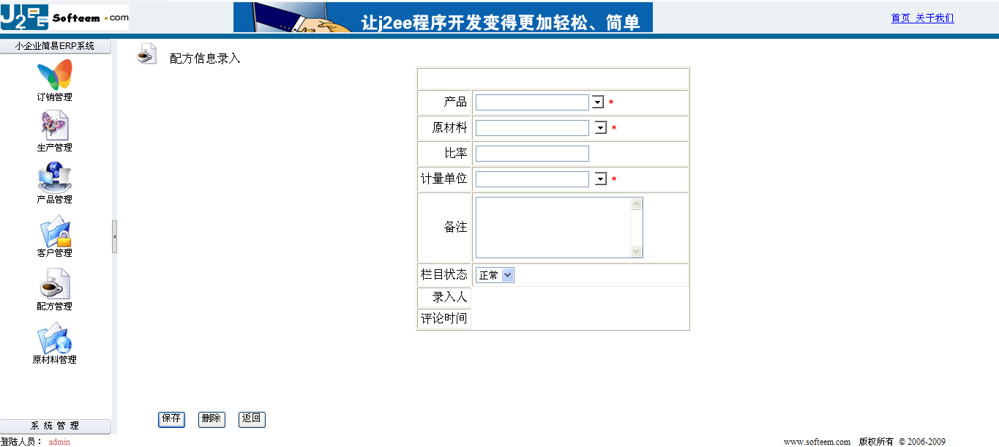 J2EE Softeem .com
让j2ee程序开发变得更加轻松、简单
首页 关于我们
小企业简易ERP系统
订销管理
生产管理
产品管理
客户管理
配方管理
原材料管理
系 统 管 理
登陆人员： admin
配方信息录入
产品 *
原材料 *
比率
计量单位 *
备注
栏目状态 正常
录入人
评论时间
保存 删除 返回
www.softeem.com 版权所有 © 2006-2009